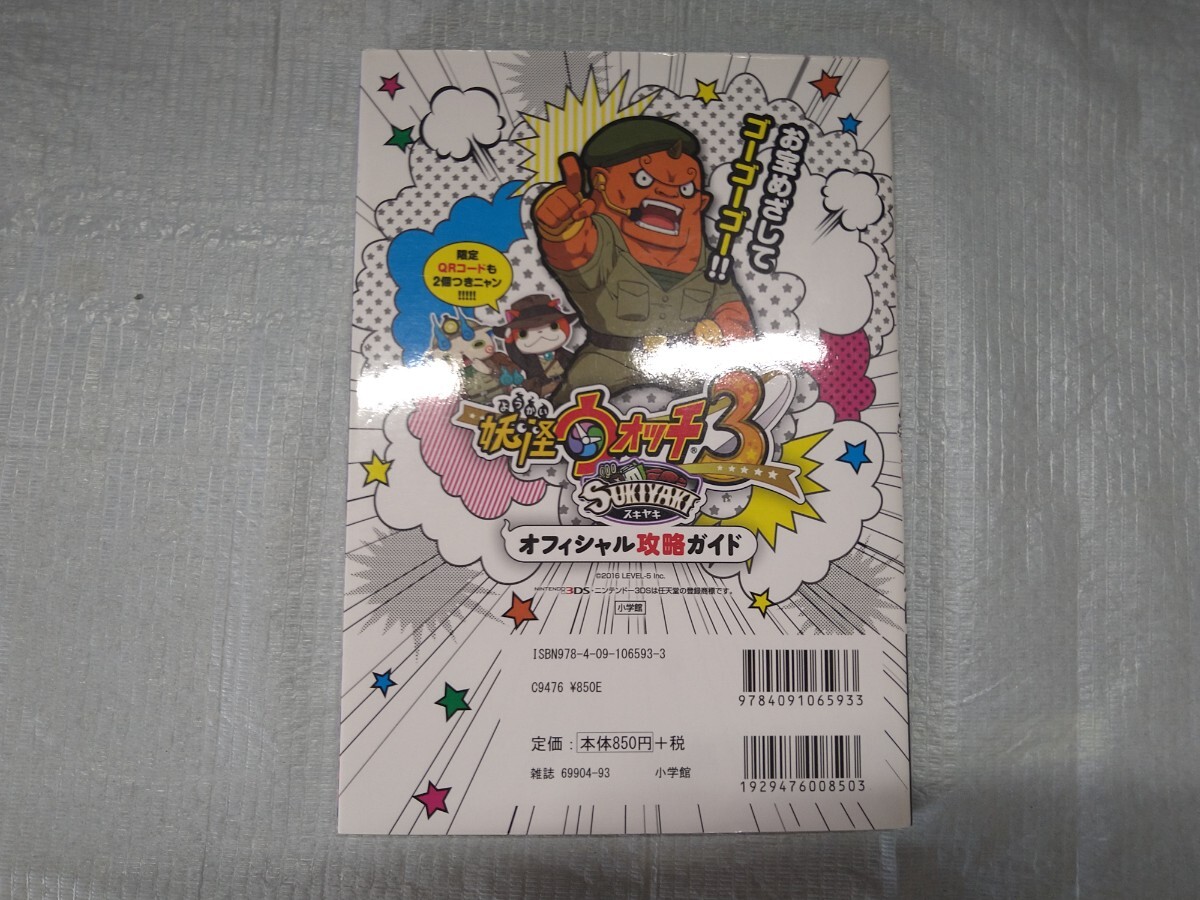 お宝めざして
ゴーゴーゴー!!
限定
QRコードも
2個つきニャン
!!!!!
ようかい
妖怪ウォッチ®3
SUKIYAKI
スキヤキ
オフィシャル攻略ガイド
©2016 LEVEL-5 Inc.
NINTENDO3DS・ニンテンドー3DSは任天堂の登録商標です。
小学館
ISBN978-4-09-106593-3
C9476 ¥850E
9784091065933
定価：本体850円+税
雑誌 69904-93 小学館
1929476008503